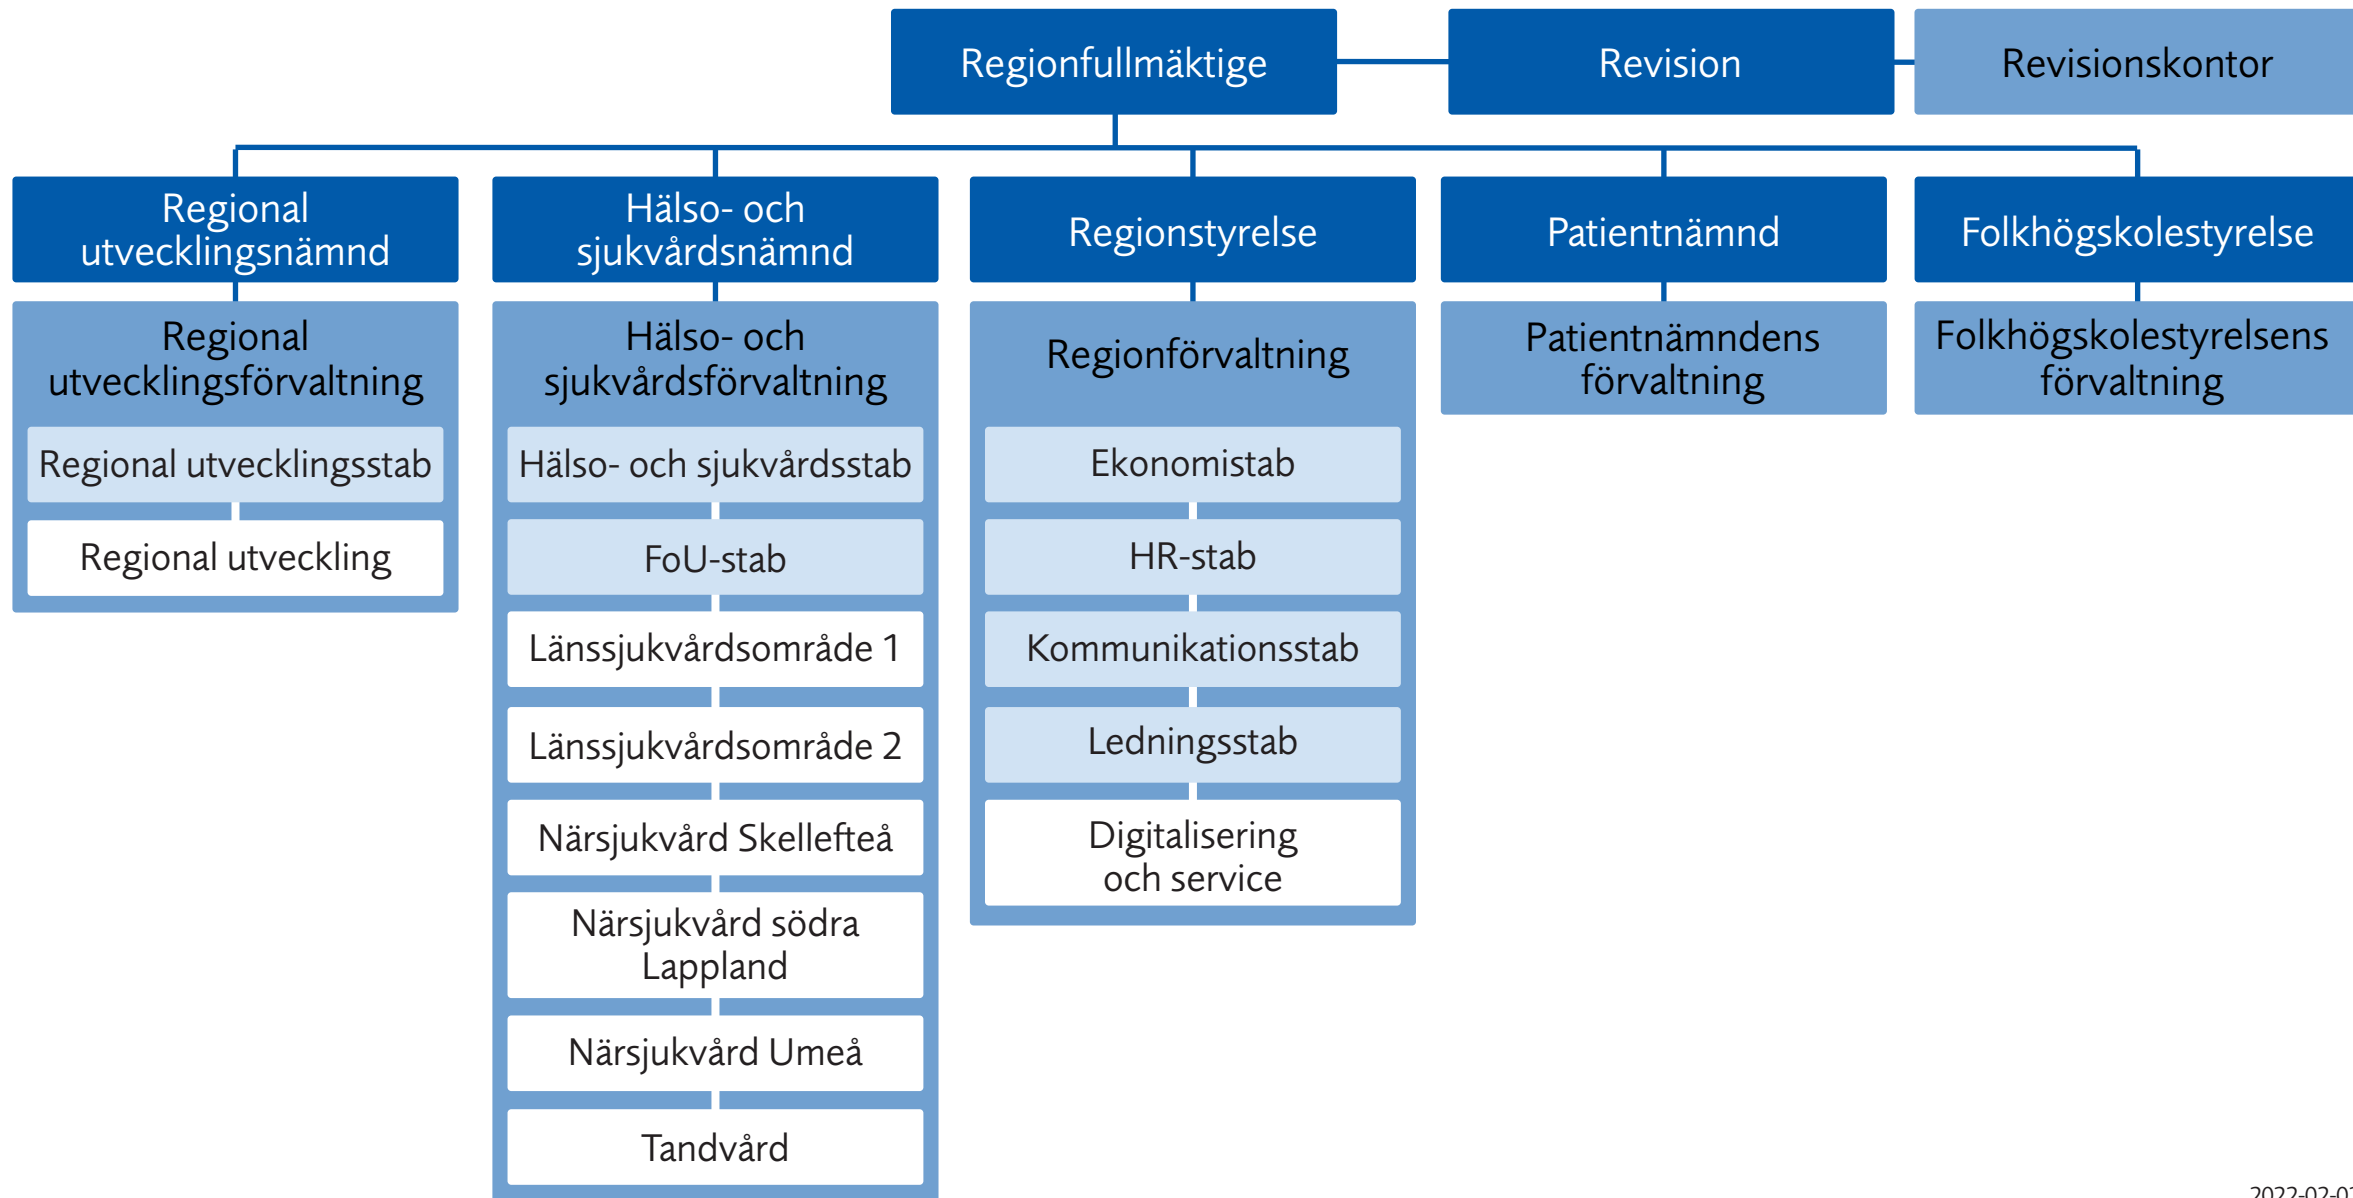 Regionfullmäktige
Revision
Revisionskontor
Regional
utvecklingsnämnd
Hälso- och
sjukvårdsnämnd
Regionstyrelse
Patientnämnd
Folkhögskolestyrelse
Regional
utvecklingsförvaltning
Regional utvecklingsstab
Regional utveckling
Hälso- och
sjukvårdsförvaltning
Hälso- och sjukvårdsstab
FoU-stab
Länssjukvårdsområde 1
Länssjukvårdsområde 2
Närsjukvård Skellefteå
Närsjukvård södra
Lappland
Närsjukvård Umeå
Tandvård
Regionförvaltning
Ekonomistab
HR-stab
Kommunikationsstab
Ledningsstab
Digitalisering
och service
Patientnämndens
förvaltning
Folkhögskolestyrelsens
förvaltning